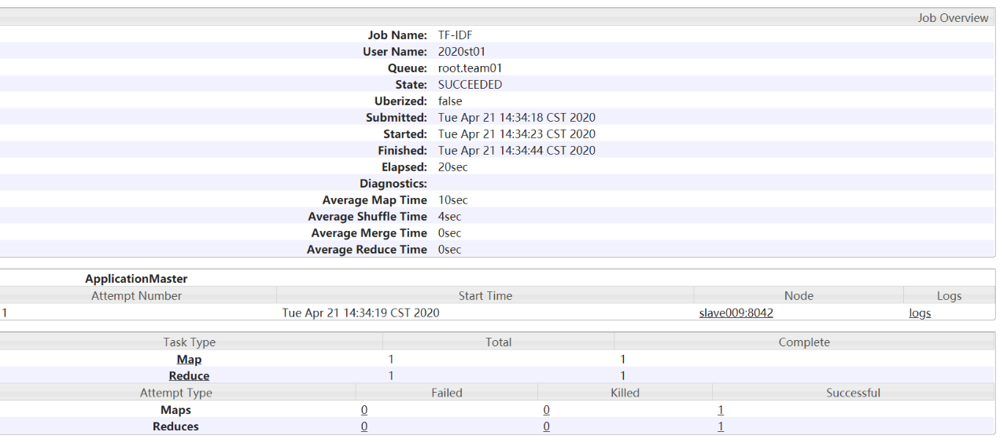 Job Overview
Job Name: TF-IDF
User Name: 2020st01
Queue: root.team01
State: SUCCEEDED
Uberized: false
Submitted: Tue Apr 21 14:34:18 CST 2020
Started: Tue Apr 21 14:34:23 CST 2020
Finished: Tue Apr 21 14:34:44 CST 2020
Elapsed: 20sec
Diagnostics:
Average Map Time 10sec
Average Shuffle Time 4sec
Average Merge Time 0sec
Average Reduce Time 0sec
ApplicationMaster
Attempt Number Start Time Node Logs
1 Tue Apr 21 14:34:19 CST 2020 slave009:8042 logs
Task Type Total Complete
Map 1 1
Reduce 1 1
Attempt Type Failed Killed Successful
Maps 0 0 1
Reduces 0 0 1